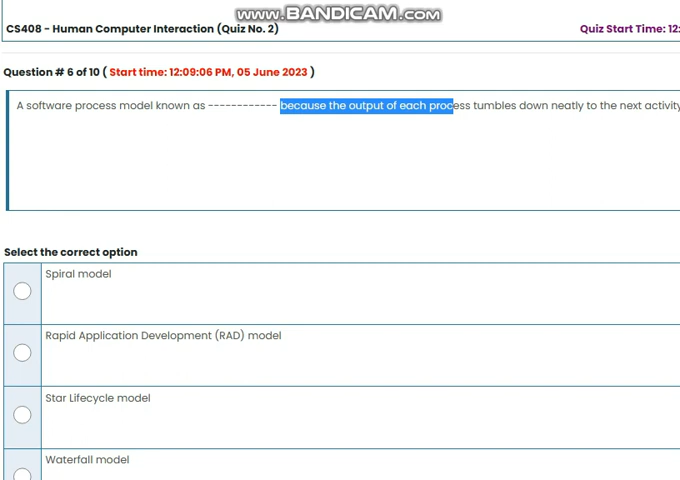 www.BANDICAM.com
CS408 - Human Computer Interaction (Quiz No. 2)
Quiz Start Time: 12:
Question # 6 of 10 ( Start time: 12:09:06 PM, 05 June 2023 )
A software process model known as ------------ because the output of each process tumbles down neatly to the next activity
Select the correct option
Spiral model
Rapid Application Development (RAD) model
Star Lifecycle model
Waterfall model